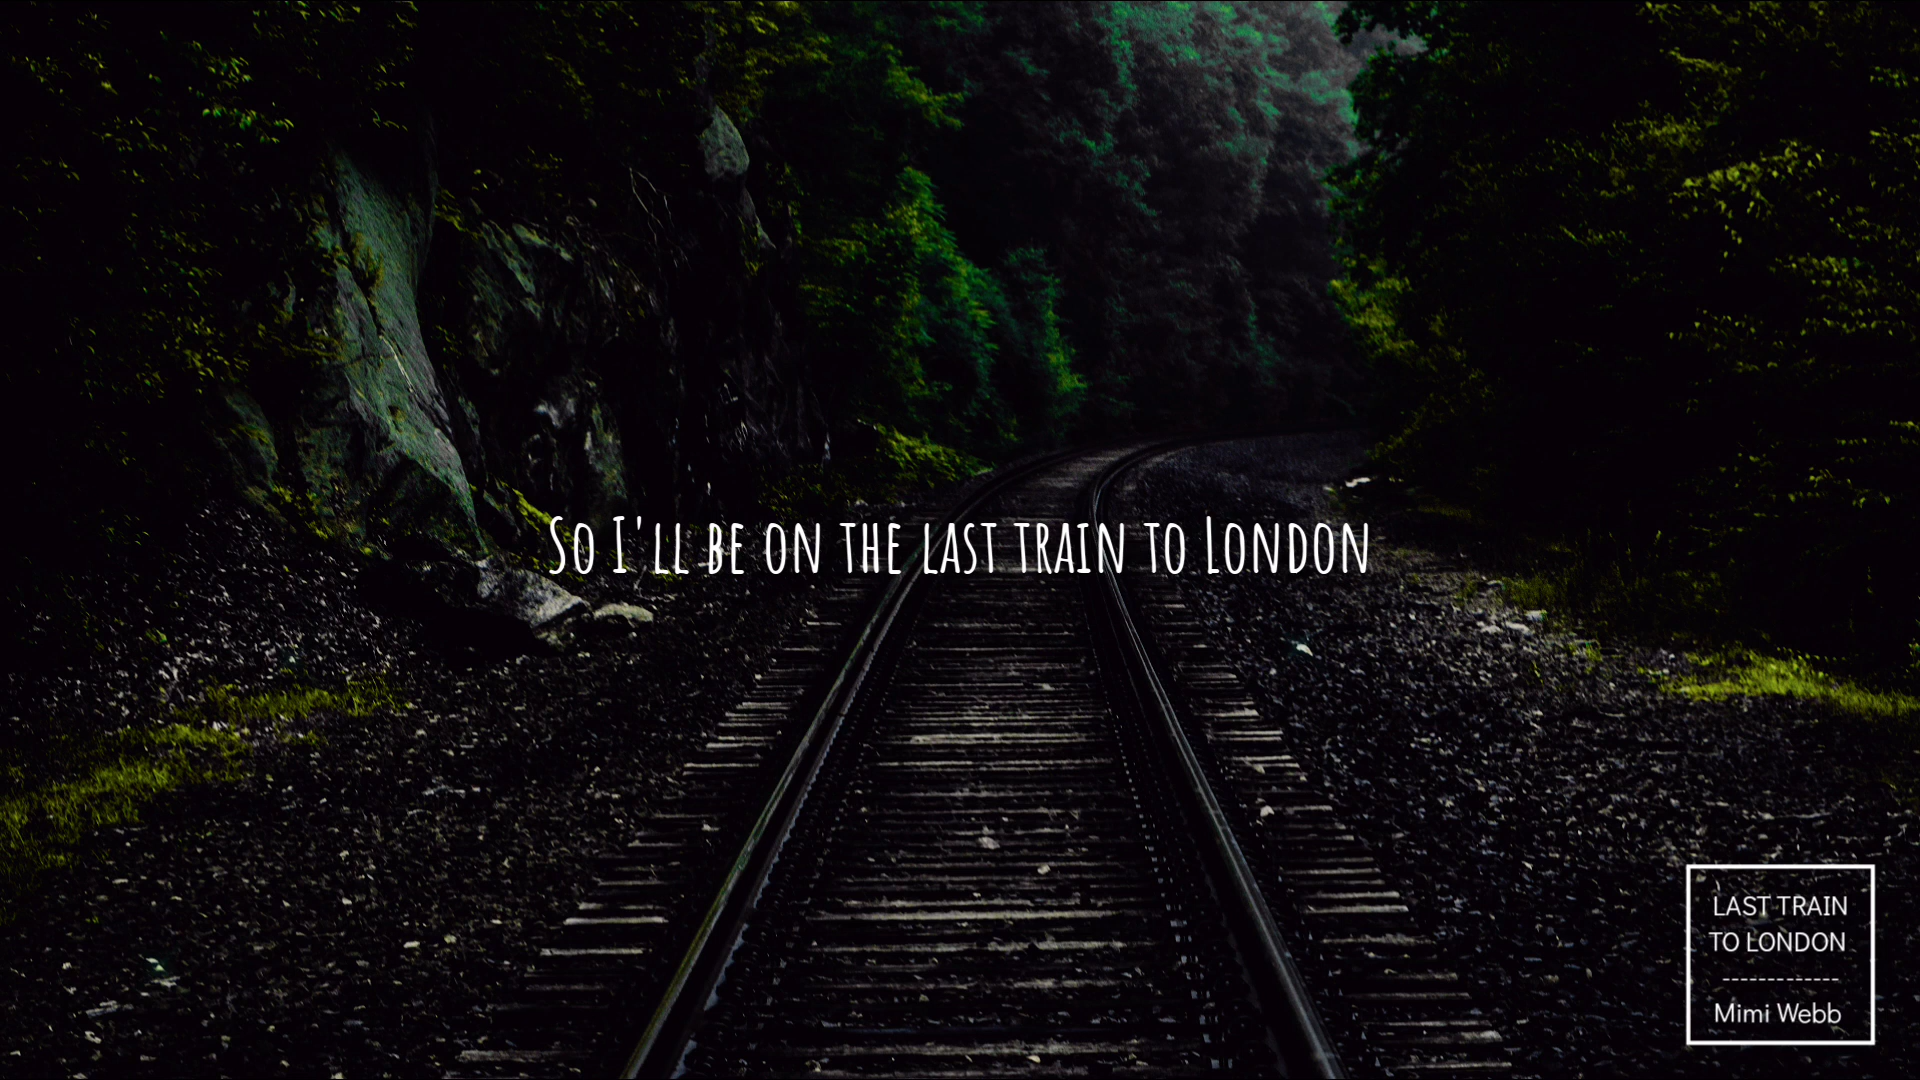 So I'll be on the last train to London
LAST TRAIN
TO LONDON
-------------
Mimi Webb